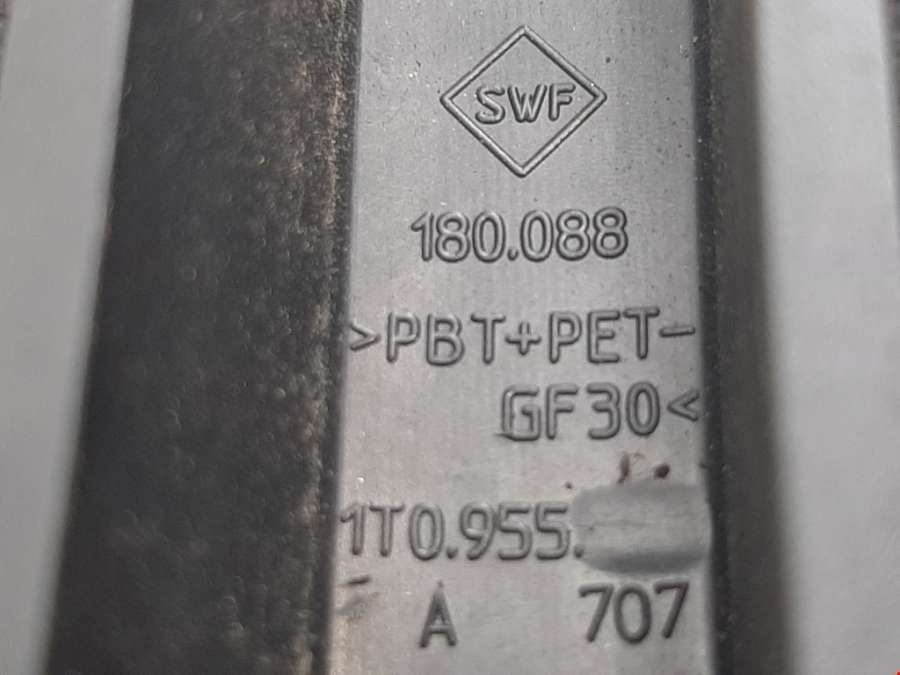 SWF
180.088
>PBT+PET-
GF30<
1T0.955.
A 707